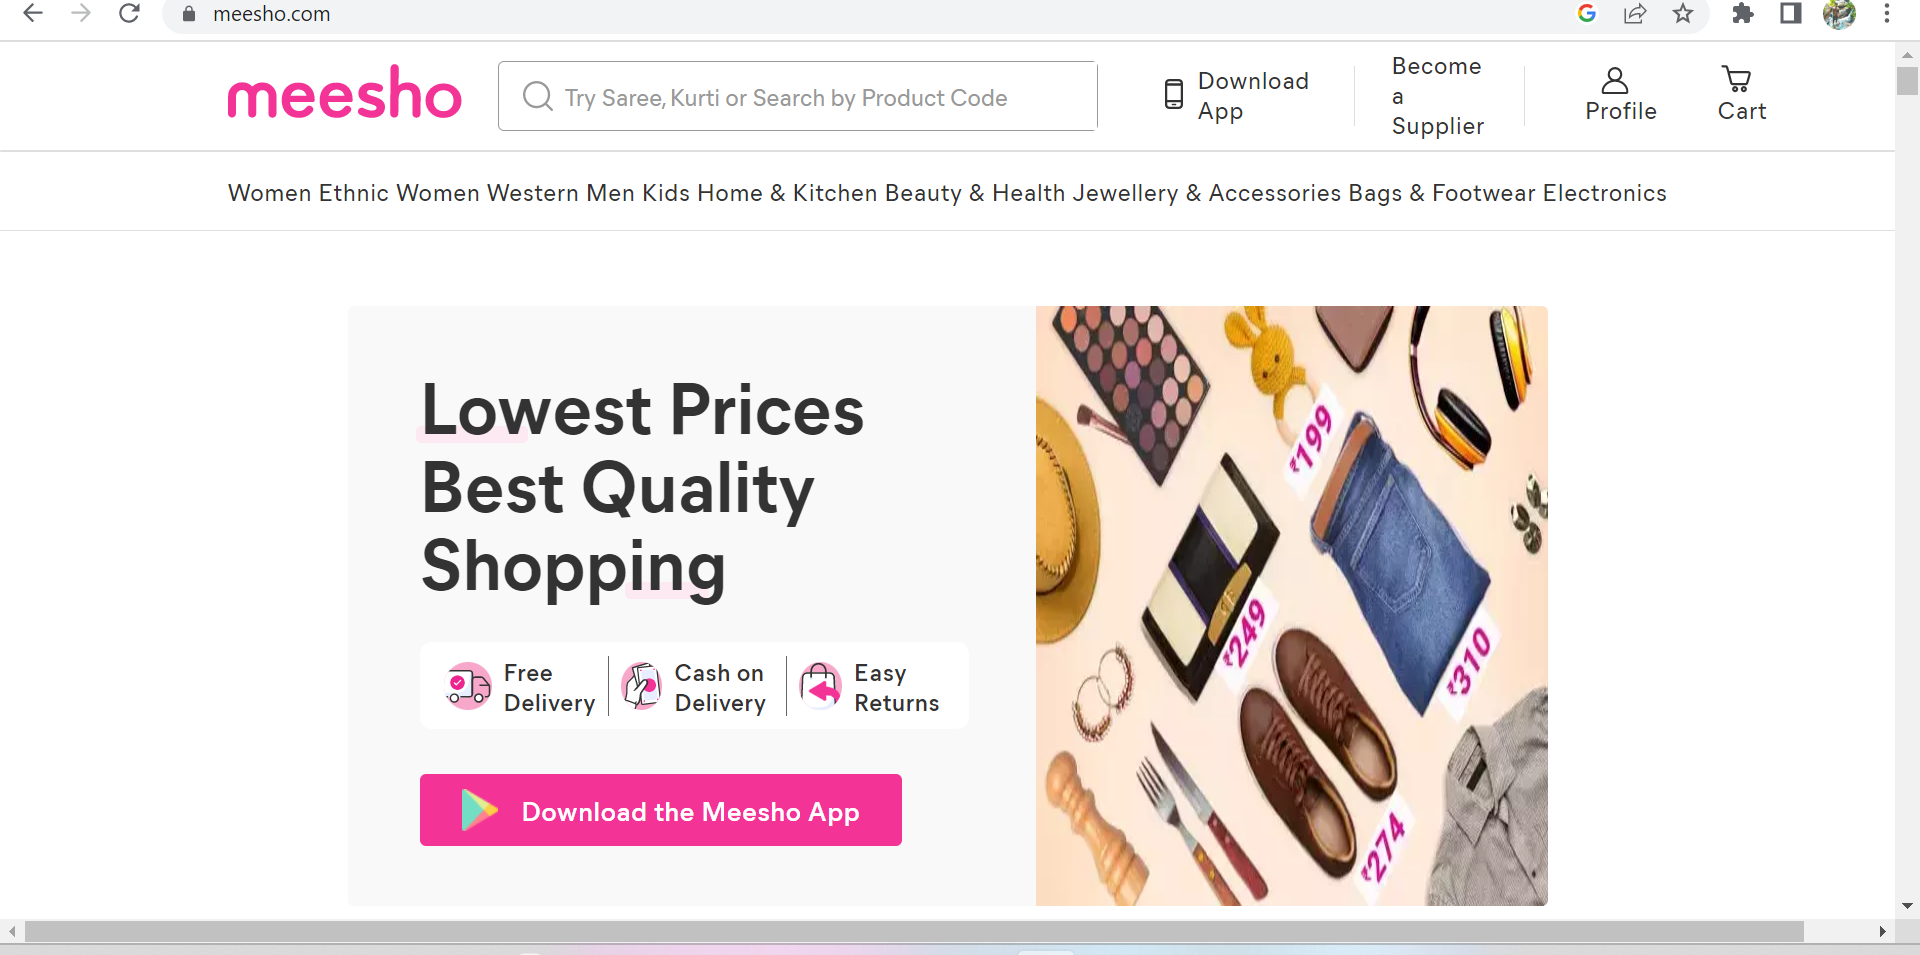 meesho.com
meesho
Try Saree, Kurti or Search by Product Code
Download
App
Become
a
Supplier
Profile
Cart
Women Ethnic Women Western Men Kids Home & Kitchen Beauty & Health Jewellery & Accessories Bags & Footwear Electronics
Lowest Prices
Best Quality
Shopping
Free
Delivery
Cash on
Delivery
Easy
Returns
Download the Meesho App
₹199
₹249
₹310
₹274